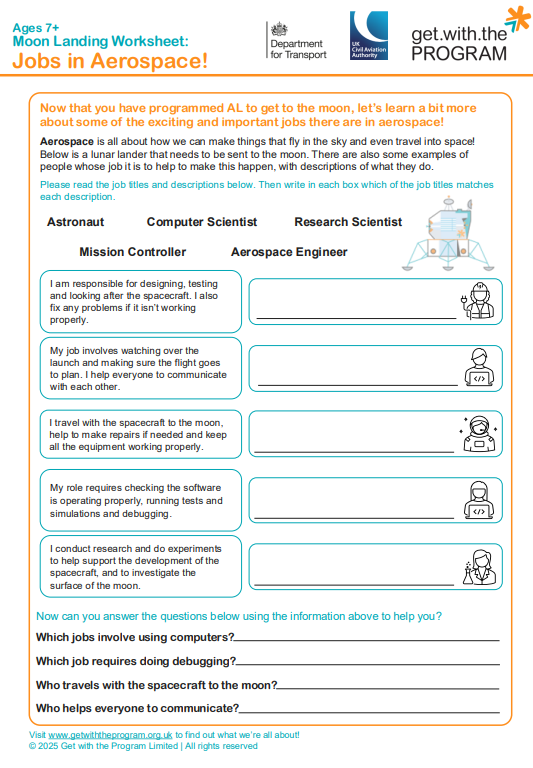 Ages 7+
Moon Landing Worksheet:
Jobs in Aerospace!
Department
for Transport
UK
Civil Aviation
Authority
get.with.the
PROGRAM
Now that you have programmed AL to get to the moon, let's learn a bit more
about some of the exciting and important jobs there are in aerospace!
Aerospace is all about how we can make things that fly in the sky and even travel into space!
Below is a lunar lander that needs to be sent to the moon. There are also some examples of
people whose job it is to help to make this happen, with descriptions of what they do.
Please read the job titles and descriptions below. Then write in each box which of the job titles matches
each description.
Astronaut Computer Scientist Research Scientist
Mission Controller Aerospace Engineer
I am responsible for designing, testing
and looking after the spacecraft. I also
fix any problems if it isn't working
properly.
My job involves watching over the
launch and making sure the flight goes
to plan. I help everyone to communicate
with each other.
</>
I travel with the spacecraft to the moon,
help to make repairs if needed and keep
all the equipment working properly.
My role requires checking the software
is operating properly, running tests and
simulations and debugging.
</>
I conduct research and do experiments
to help support the development of the
spacecraft, and to investigate the
surface of the moon.
Now can you answer the questions below using the information above to help you?
Which jobs involve using computers?
Which job requires doing debugging?
Who travels with the spacecraft to the moon?
Who helps everyone to communicate?
Visit www.getwiththeprogram.org.uk to find out what we're all about!
© 2025 Get with the Program Limited | All rights reserved